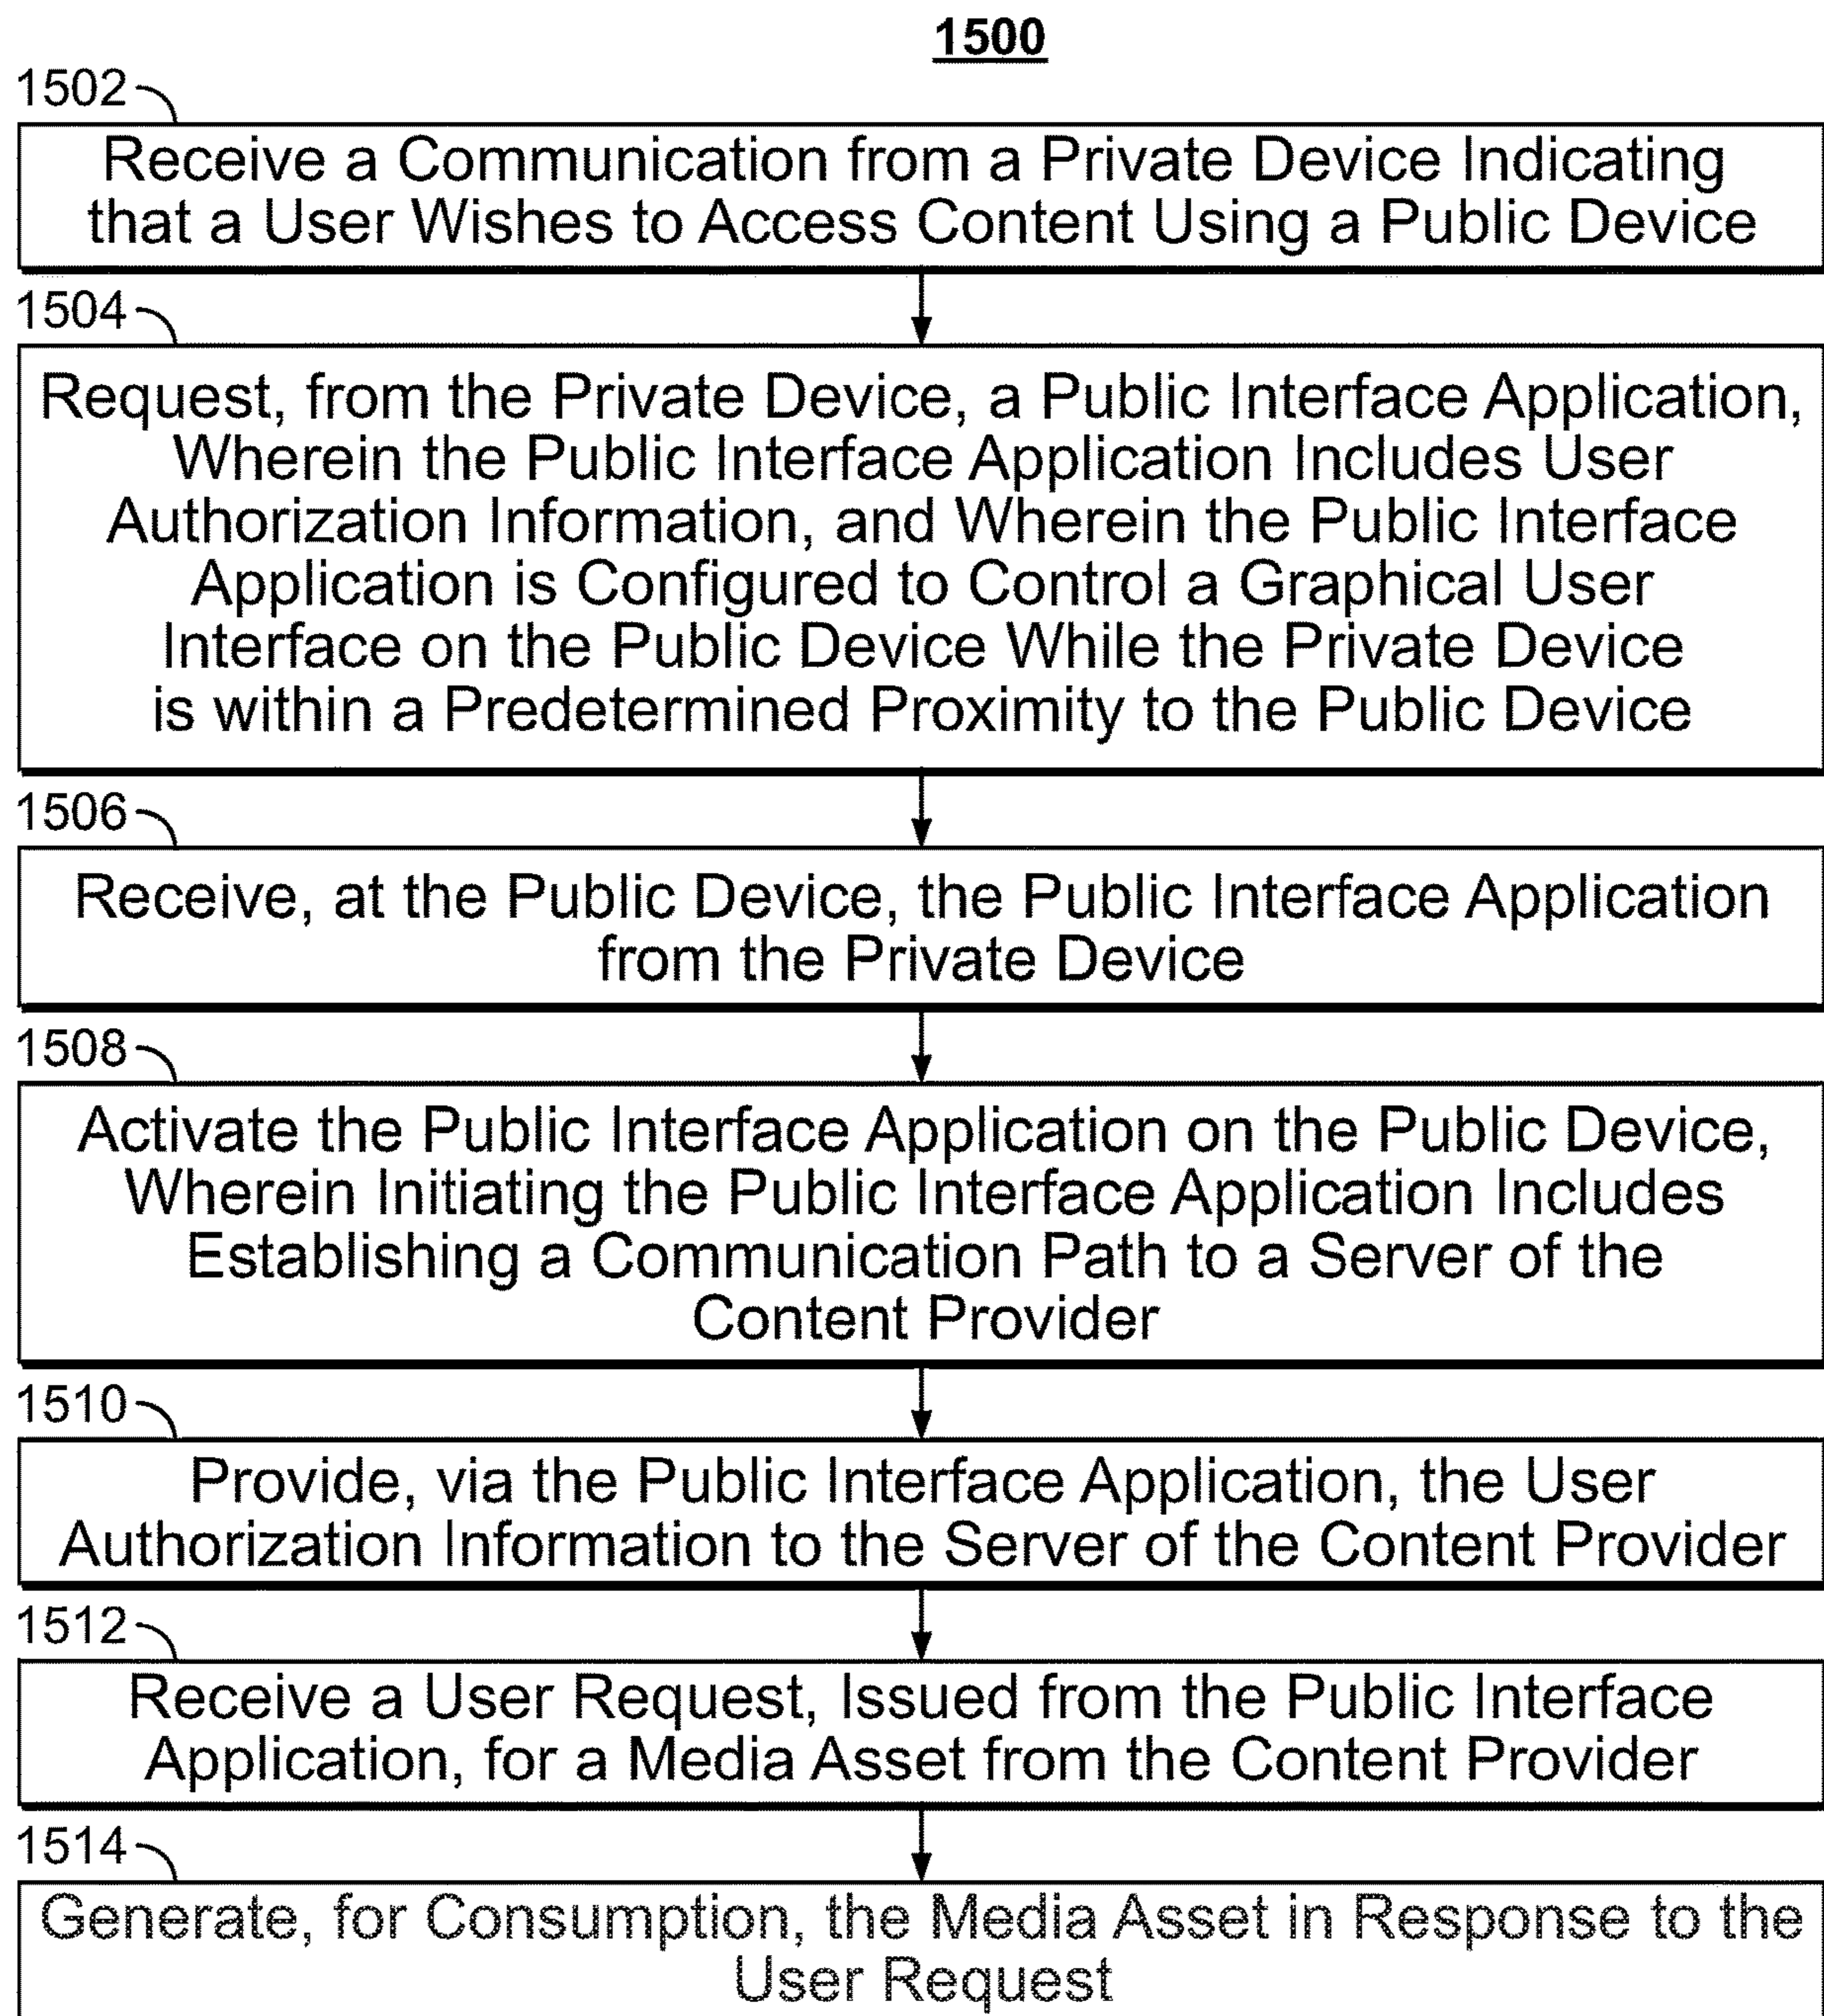 1500
1502
Receive a Communication from a Private Device Indicating
that a User Wishes to Access Content Using a Public Device
1504
Request, from the Private Device, a Public Interface Application,
Wherein the Public Interface Application Includes User
Authorization Information, and Wherein the Public Interface
Application is Configured to Control a Graphical User
Interface on the Public Device While the Private Device
is within a Predetermined Proximity to the Public Device
1506
Receive, at the Public Device, the Public Interface Application
from the Private Device
1508
Activate the Public Interface Application on the Public Device,
Wherein Initiating the Public Interface Application Includes
Establishing a Communication Path to a Server of the
Content Provider
1510
Provide, via the Public Interface Application, the User
Authorization Information to the Server of the Content Provider
1512
Receive a User Request, Issued from the Public Interface
Application, for a Media Asset from the Content Provider
1514
Generate, for Consumption, the Media Asset in Response to the
User Request